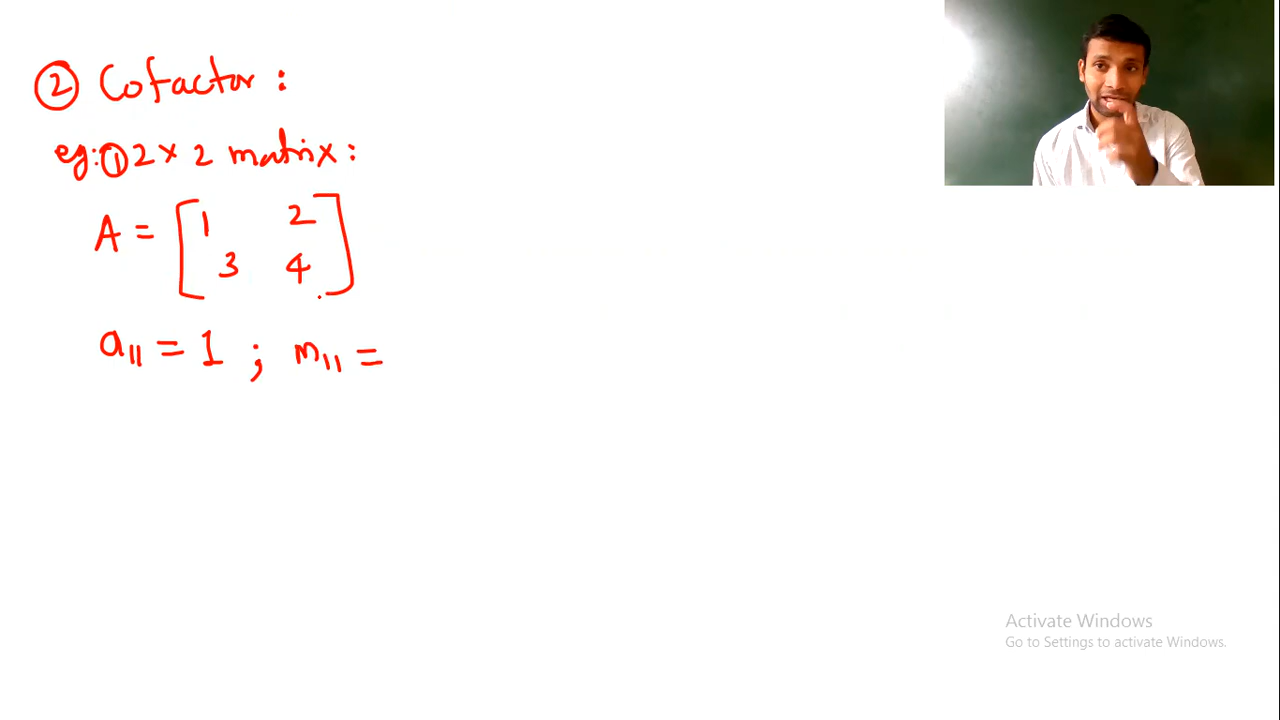 ② Cofactor :
eg:① 2 × 2 matrix :
A = [ 1 2
3 4 ]
a₁₁ = 1 ; m₁₁ =
Activate Windows
Go to Settings to activate Windows.